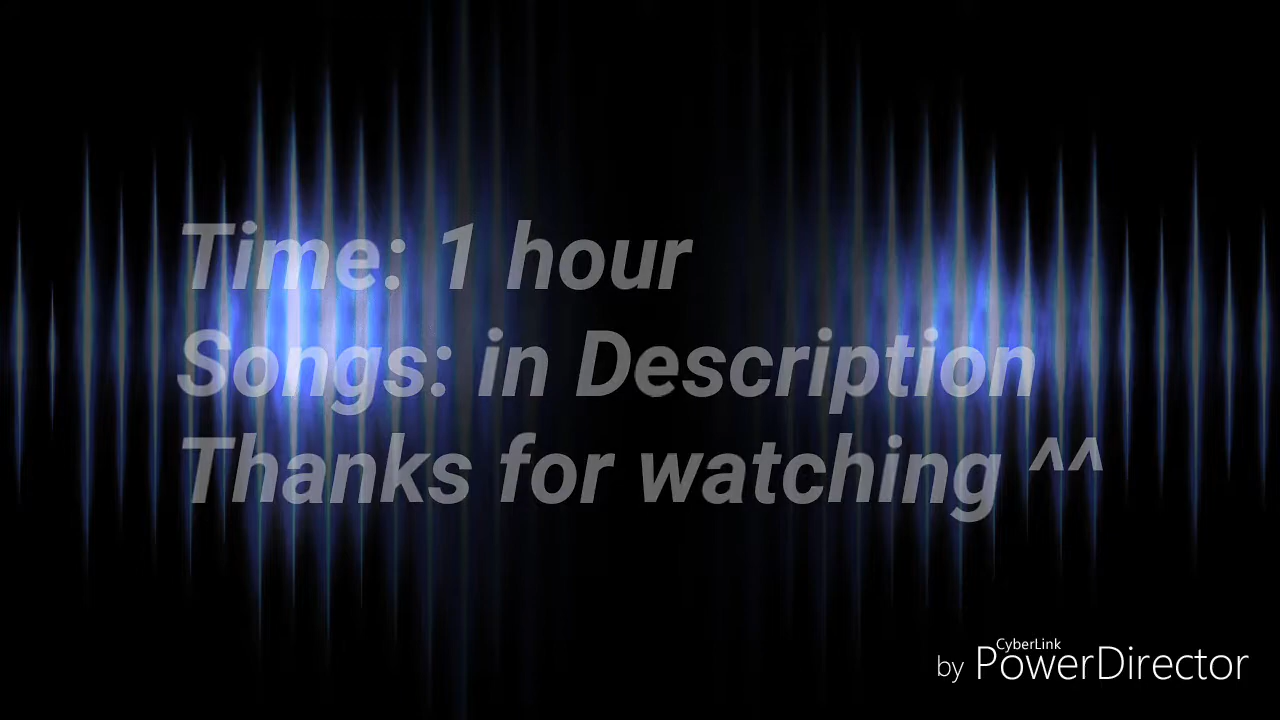 Time: 1 hour
Songs: in Description
Thanks for watching ^^
CyberLink
by PowerDirector